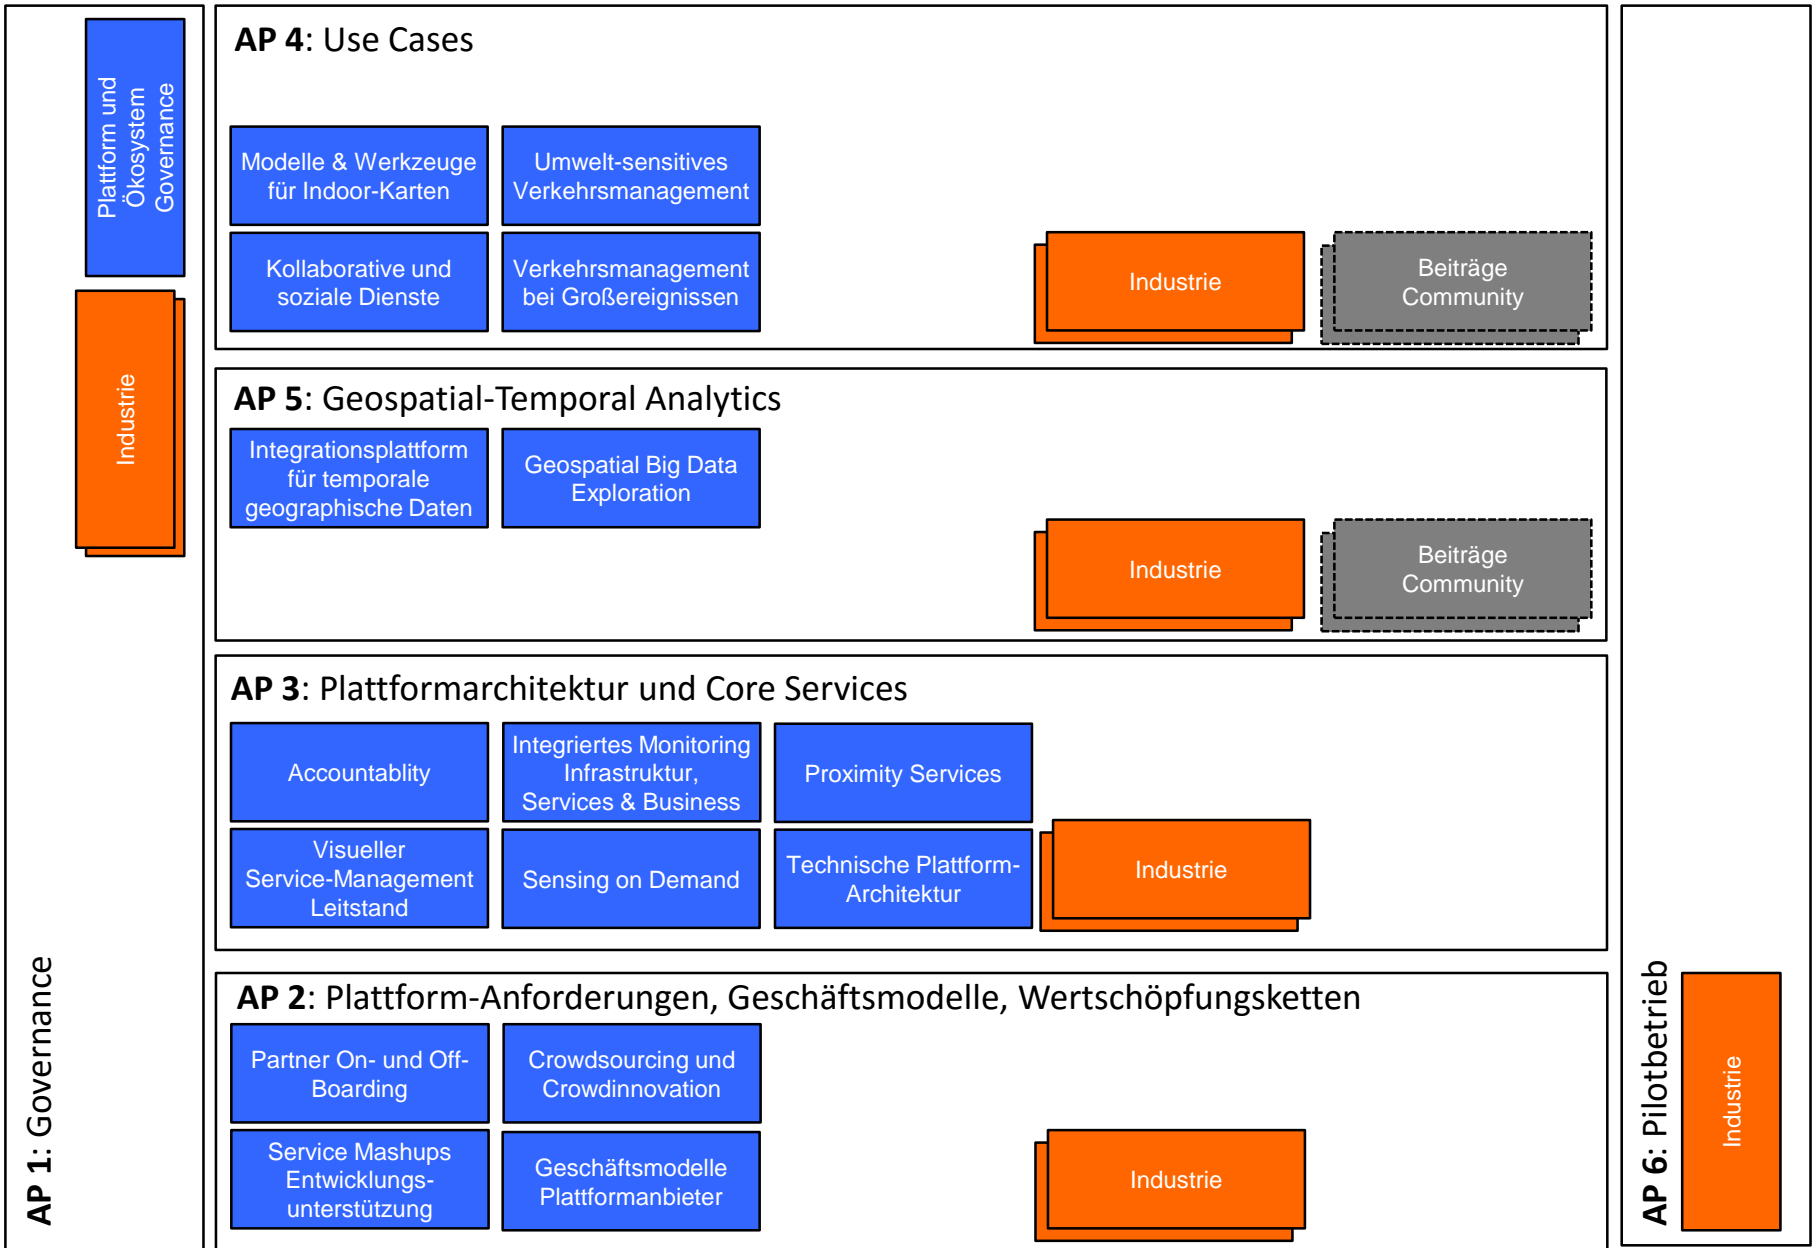 Plattform und
Ökosystem
Governance
Industrie
AP 1: Governance
AP 4: Use Cases
Modelle & Werkzeuge
für Indoor-Karten
Umwelt-sensitives
Verkehrsmanagement
Kollaborative und
soziale Dienste
Verkehrsmanagement
bei Großereignissen
Industrie
Beiträge
Community
AP 5: Geospatial-Temporal Analytics
Integrationsplattform
für temporale
geographische Daten
Geospatial Big Data
Exploration
Industrie
Beiträge
Community
AP 3: Plattformarchitektur und Core Services
Accountablity
Integriertes Monitoring
Infrastruktur,
Services & Business
Proximity Services
Visueller
Service-Management
Leitstand
Sensing on Demand
Technische Plattform-
Architektur
Industrie
AP 2: Plattform-Anforderungen, Geschäftsmodelle, Wertschöpfungsketten
Partner On- und Off-
Boarding
Crowdsourcing und
Crowdinnovation
Service Mashups
Entwicklungs-
unterstützung
Geschäftsmodelle
Plattformanbieter
Industrie
AP 6: Pilotbetrieb
Industrie